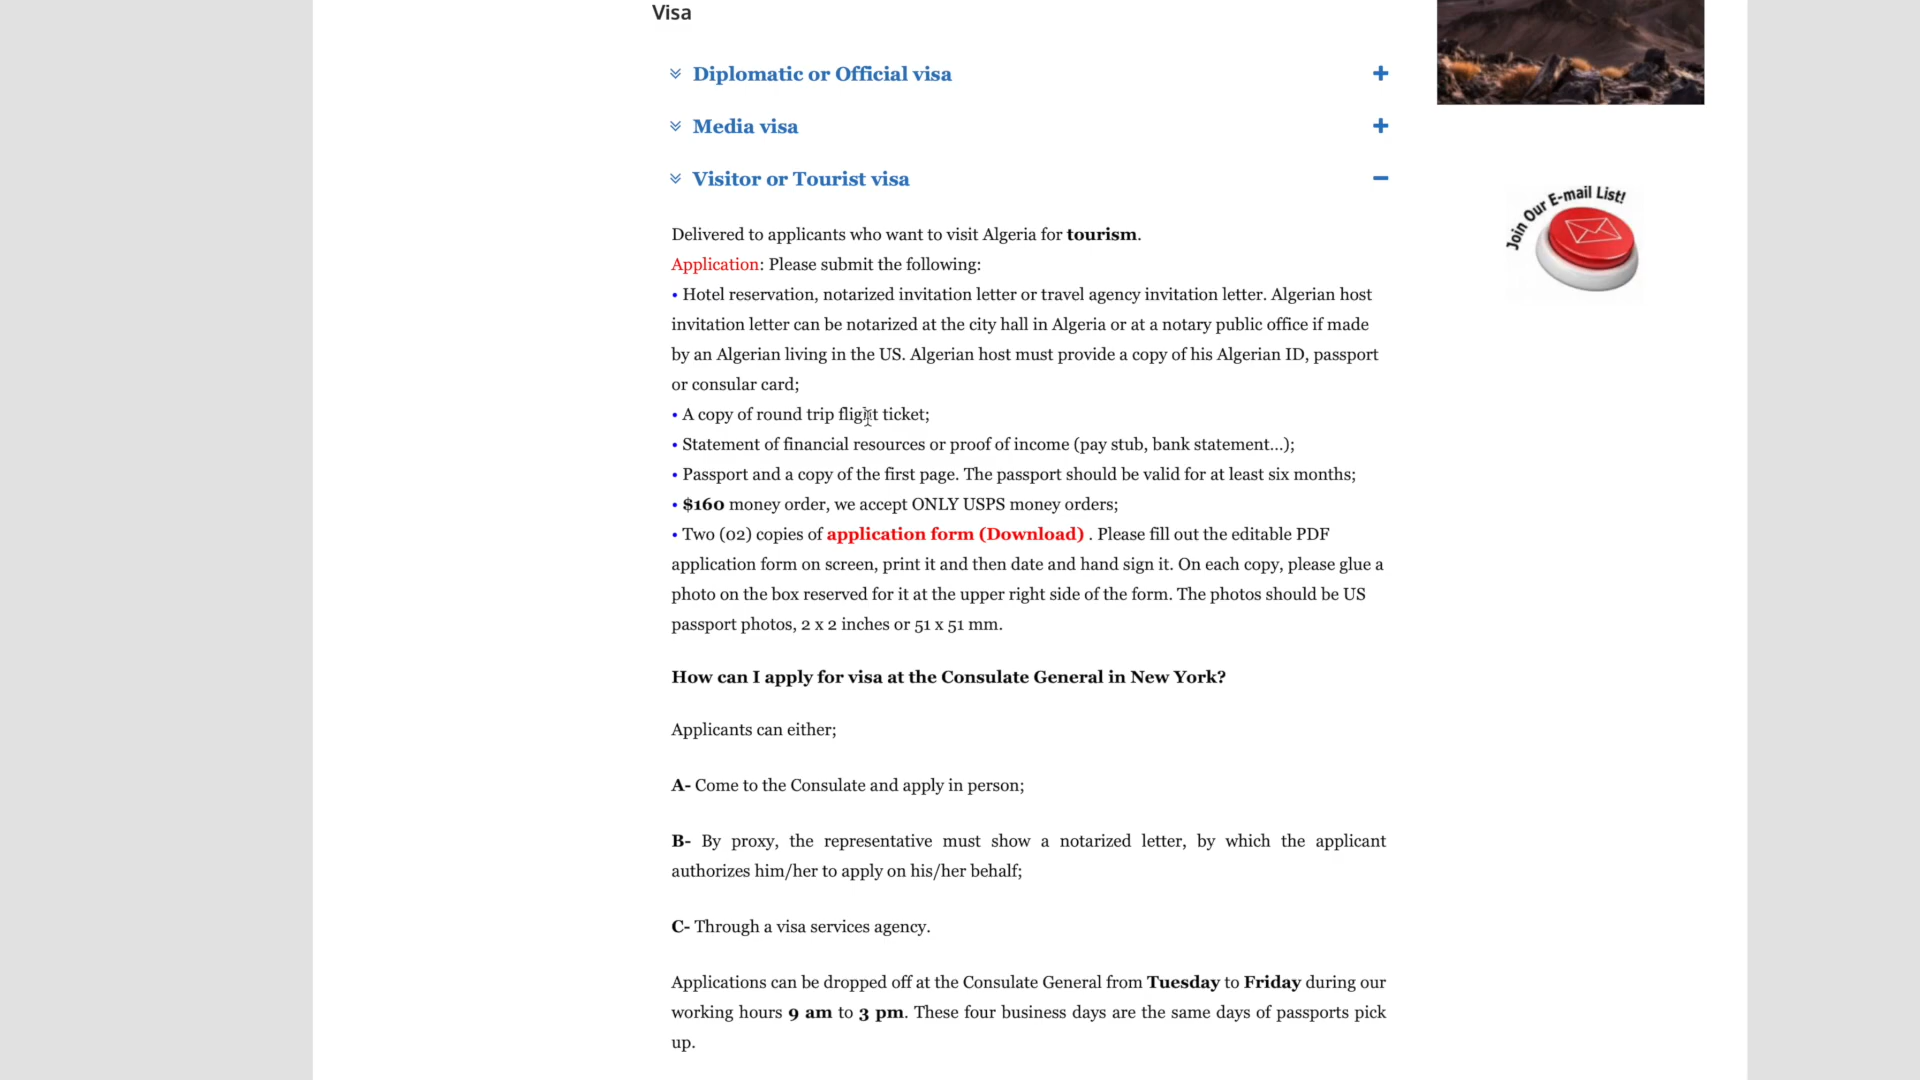 Visa
Diplomatic or Official visa
Media visa
Visitor or Tourist visa
Join Our E-mail List!
Delivered to applicants who want to visit Algeria for tourism.
Application: Please submit the following:
• Hotel reservation, notarized invitation letter or travel agency invitation letter. Algerian host
invitation letter can be notarized at the city hall in Algeria or at a notary public office if made
by an Algerian living in the US. Algerian host must provide a copy of his Algerian ID, passport
or consular card;
• A copy of round trip flight ticket;
• Statement of financial resources or proof of income (pay stub, bank statement...);
• Passport and a copy of the first page. The passport should be valid for at least six months;
• $160 money order, we accept ONLY USPS money orders;
• Two (02) copies of application form (Download) . Please fill out the editable PDF
application form on screen, print it and then date and hand sign it. On each copy, please glue a
photo on the box reserved for it at the upper right side of the form. The photos should be US
passport photos, 2 x 2 inches or 51 x 51 mm.
How can I apply for visa at the Consulate General in New York?
Applicants can either;
A- Come to the Consulate and apply in person;
B- By proxy, the representative must show a notarized letter, by which the applicant
authorizes him/her to apply on his/her behalf;
C- Through a visa services agency.
Applications can be dropped off at the Consulate General from Tuesday to Friday during our
working hours 9 am to 3 pm. These four business days are the same days of passports pick
up.